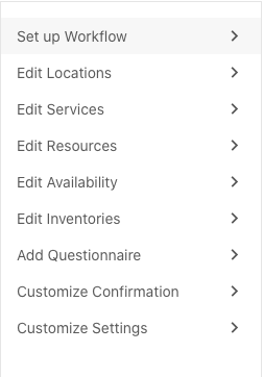 Set up Workflow
Edit Locations
Edit Services
Edit Resources
Edit Availability
Edit Inventories
Add Questionnaire
Customize Confirmation
Customize Settings